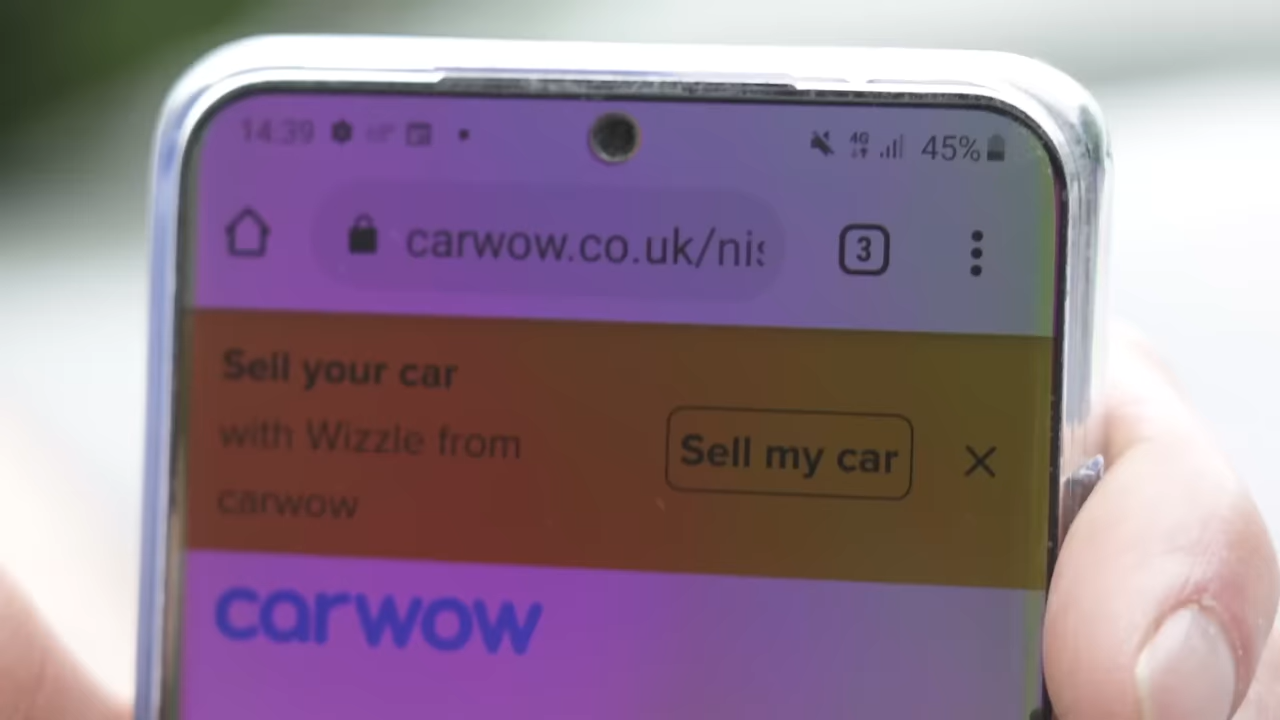 14:39 4G 45%
carwow.co.uk/nis 3
Sell your car
with Wizzle from
carwow
Sell my car
carwow